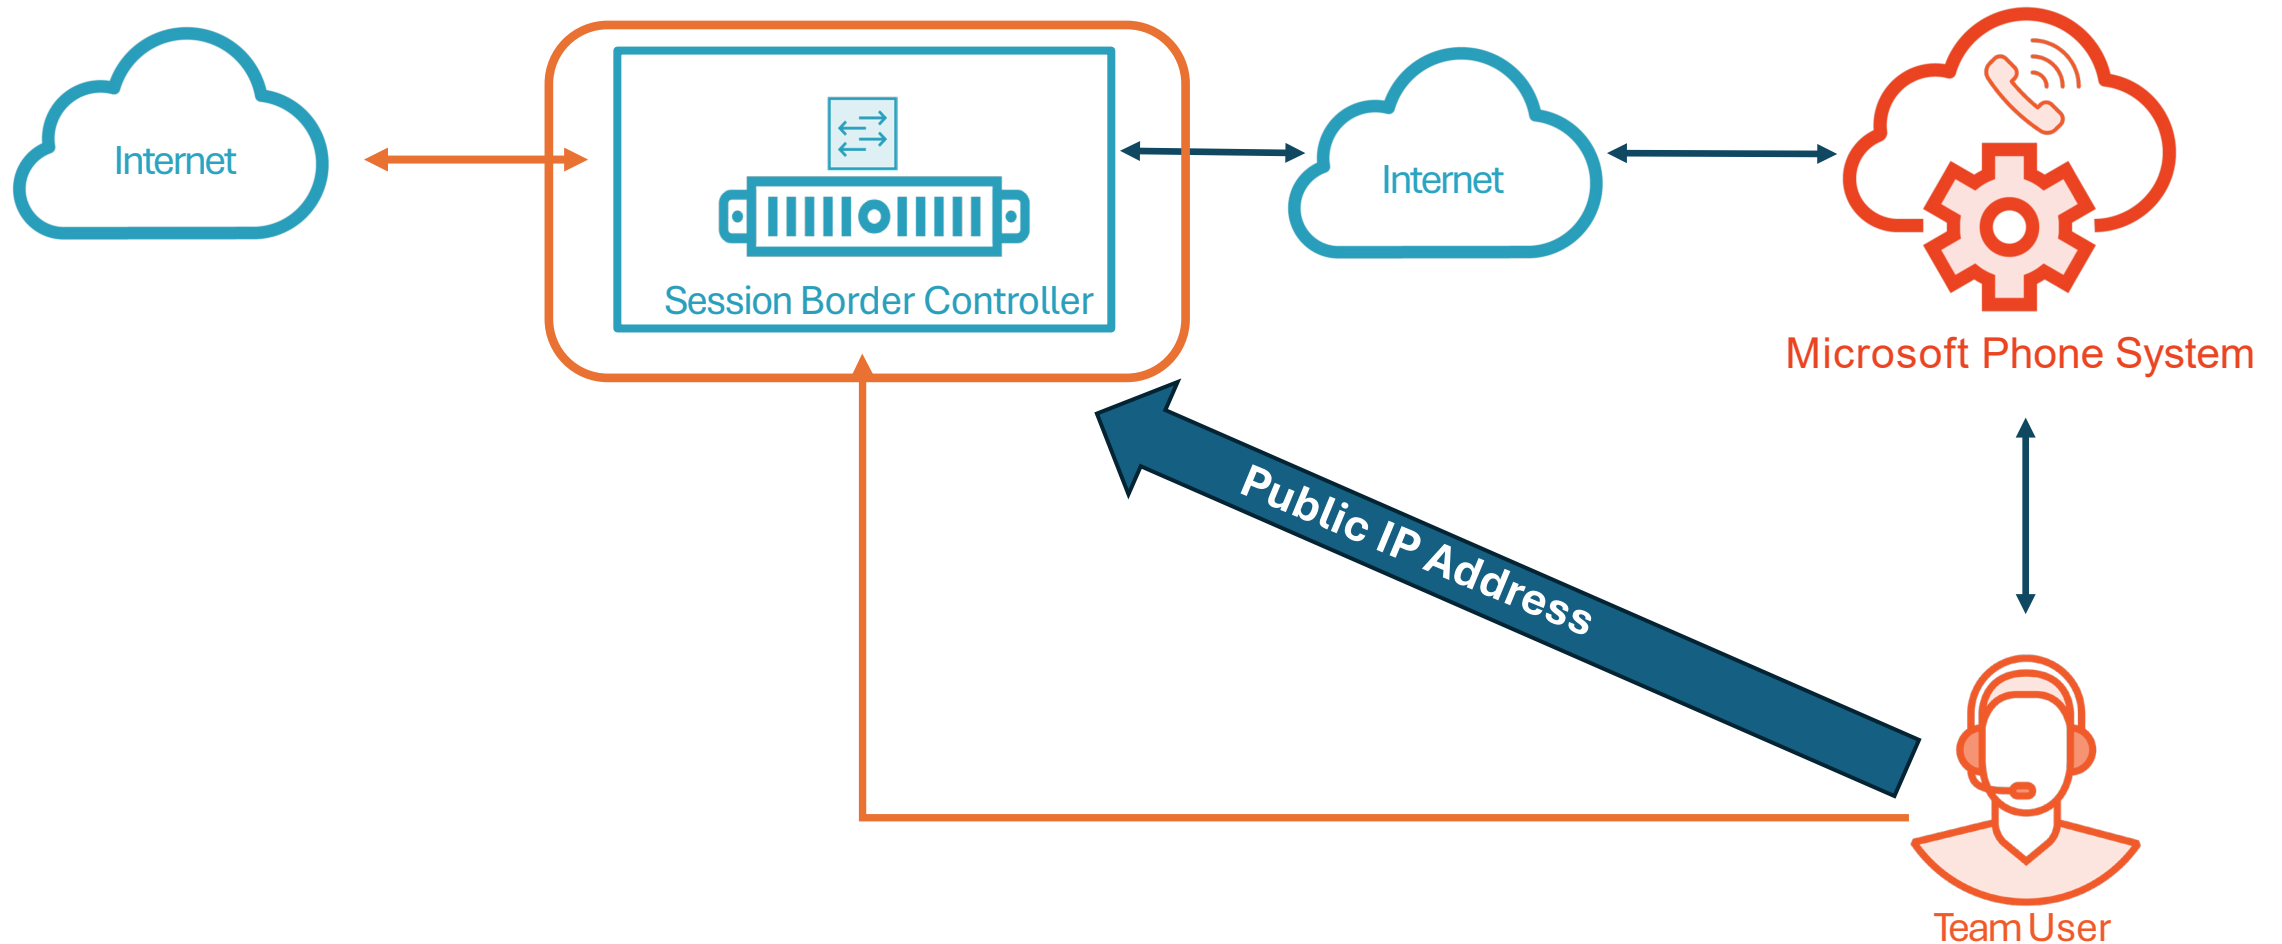 Internet
Session Border Controller
Internet
Microsoft Phone System
Public IP Address
Team User